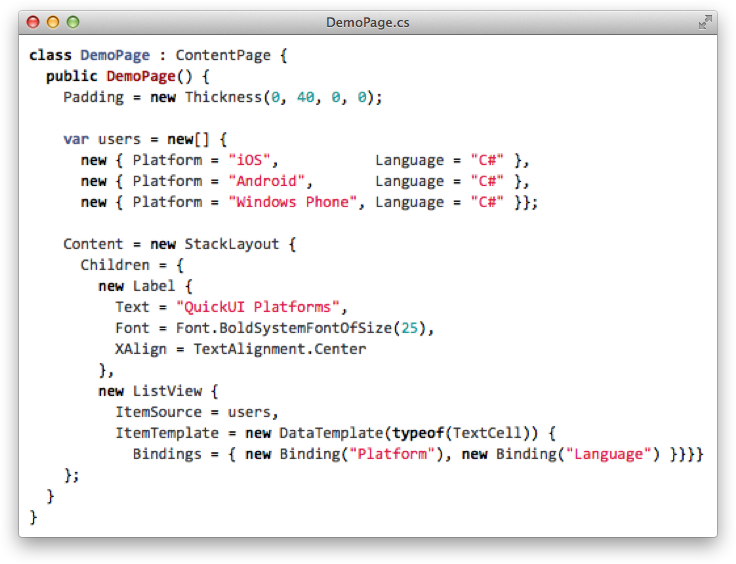 DemoPage.cs
class DemoPage : ContentPage {
  public DemoPage() {
    Padding = new Thickness(0, 40, 0, 0);

    var users = new[] {
      new { Platform = "iOS",           Language = "C#" },
      new { Platform = "Android",       Language = "C#" },
      new { Platform = "Windows Phone", Language = "C#" }};

    Content = new StackLayout {
      Children = {
        new Label {
          Text = "QuickUI Platforms",
          Font = Font.BoldSystemFontOfSize(25),
          XAlign = TextAlignment.Center
        },
        new ListView {
          ItemSource = users,
          ItemTemplate = new DataTemplate(typeof(TextCell)) {
            Bindings = { new Binding("Platform"), new Binding("Language") }}}}
    };
  }
}